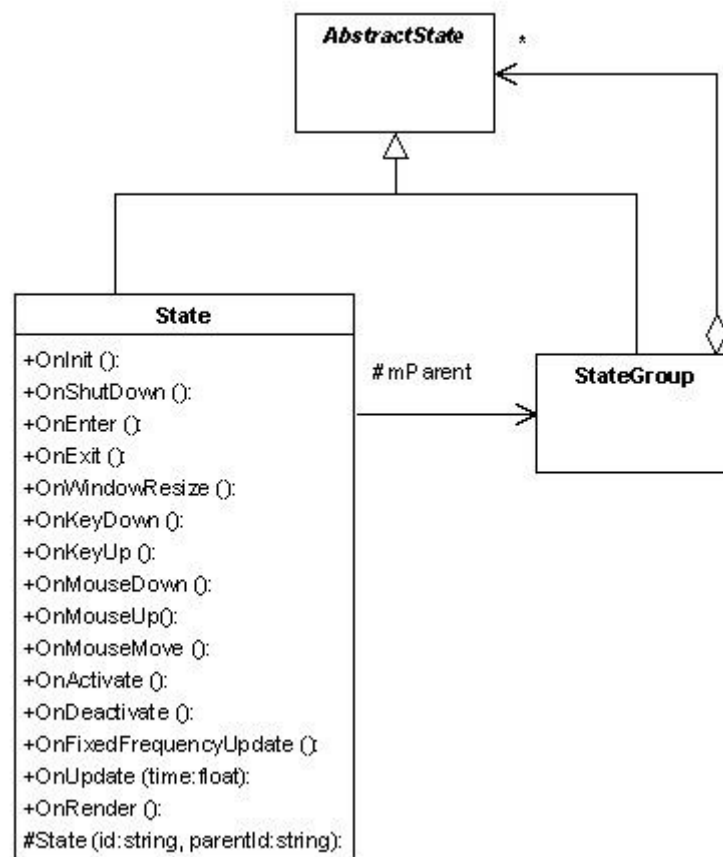 AbstractState
*
State
+OnInit ():
+OnShutDown ():
+OnEnter ():
+OnExit ():
+OnWindowResize ():
+OnKeyDown ():
+OnKeyUp ():
+OnMouseDown ():
+OnMouseUp():
+OnMouseMove ():
+OnActivate ():
+OnDeactivate ():
+OnFixedFrequencyUpdate ():
+OnUpdate (time:float):
+OnRender ():
#State (id:string, parentId:string):
#mParent
StateGroup